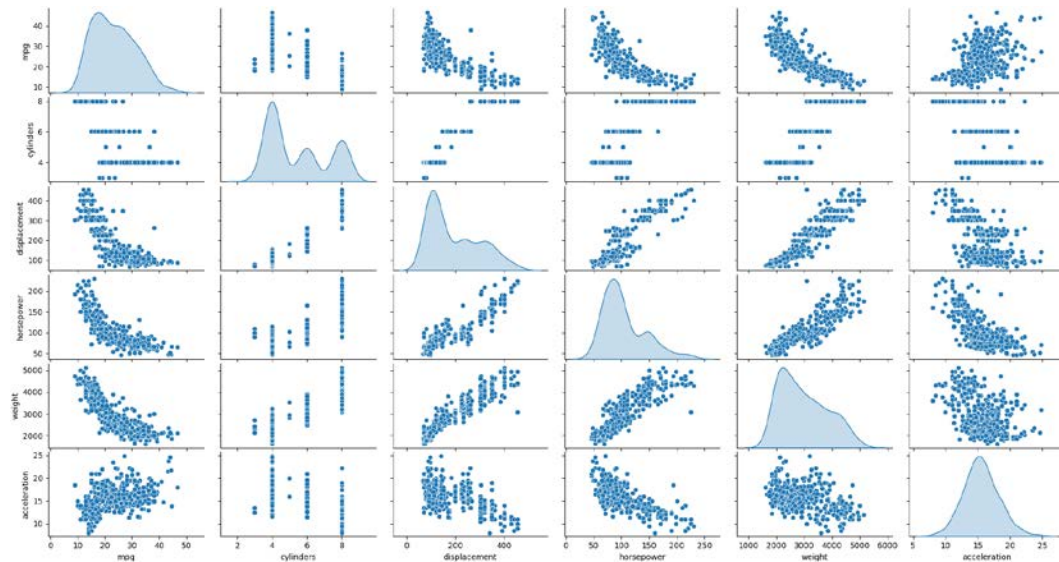 mpg
40
30
20
10
cylinders
8
6
4
displacement
400
300
200
100
horsepower
200
150
100
50
weight
5000
4000
3000
2000
acceleration
25
20
15
10
0 10 20 30 40 50
2 4 6 8
0 200 400
0 50 100 150 200 250
1000 2000 3000 4000 5000 6000
5 10 15 20 25
mpg cylinders displacement horsepower weight acceleration